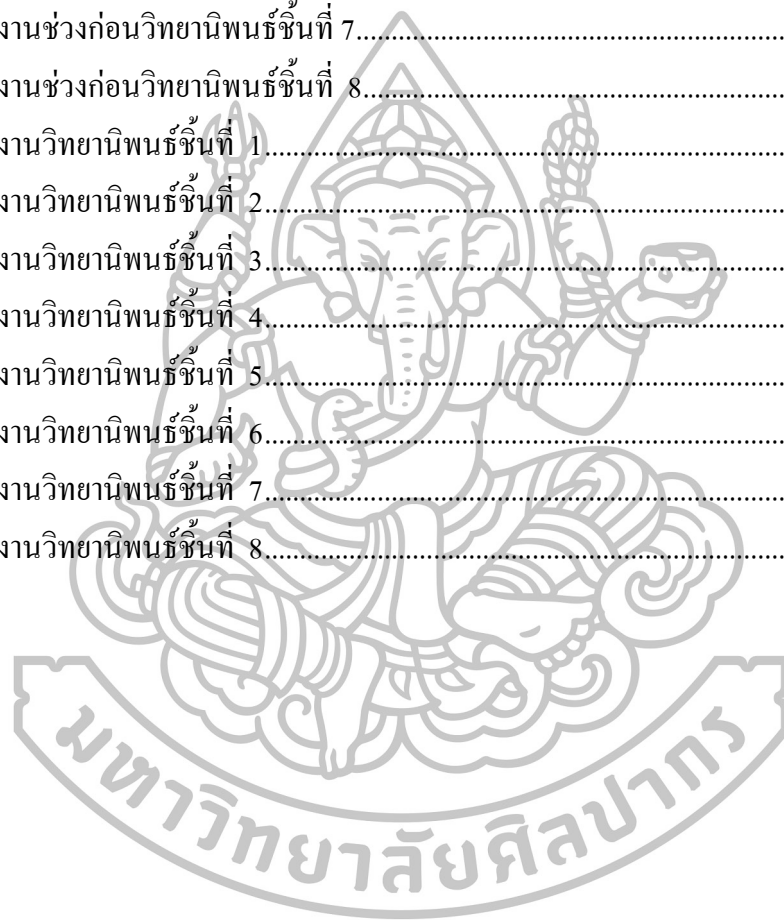 งานช่วงก่อนวิทยานิพนธ์ชิ้นที่ 7...............................................................
งานช่วงก่อนวิทยานิพนธ์ชิ้นที่ 8...............................................................
งานวิทยานิพนธ์ชิ้นที่ 1...............................................................................
งานวิทยานิพนธ์ชิ้นที่ 2...............................................................................
งานวิทยานิพนธ์ชิ้นที่ 3...............................................................................
งานวิทยานิพนธ์ชิ้นที่ 4...............................................................................
งานวิทยานิพนธ์ชิ้นที่ 5...............................................................................
งานวิทยานิพนธ์ชิ้นที่ 6...............................................................................
งานวิทยานิพนธ์ชิ้นที่ 7...............................................................................
งานวิทยานิพนธ์ชิ้นที่ 8...............................................................................
มหาวิทยาลัยศิลปากร